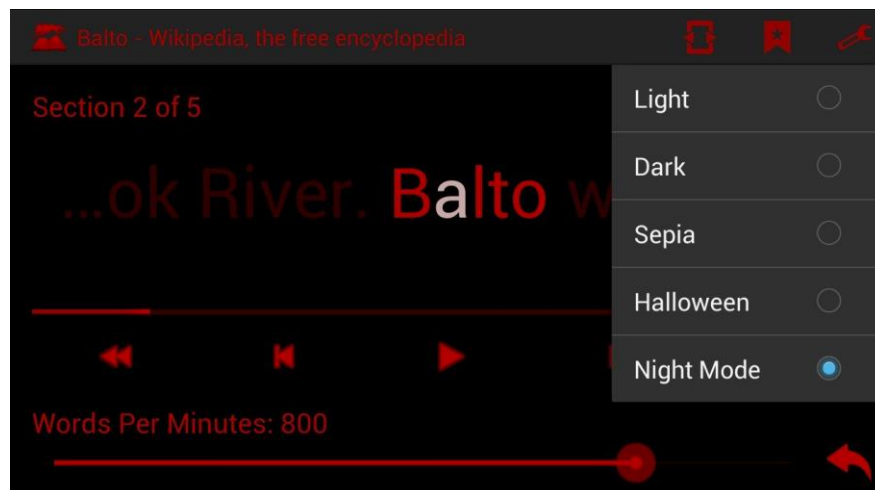 Balto - Wikipedia, the free encyclopedia
Section 2 of 5
...ok River. Balto w
Words Per Minutes: 800
Light
Dark
Sepia
Halloween
Night Mode